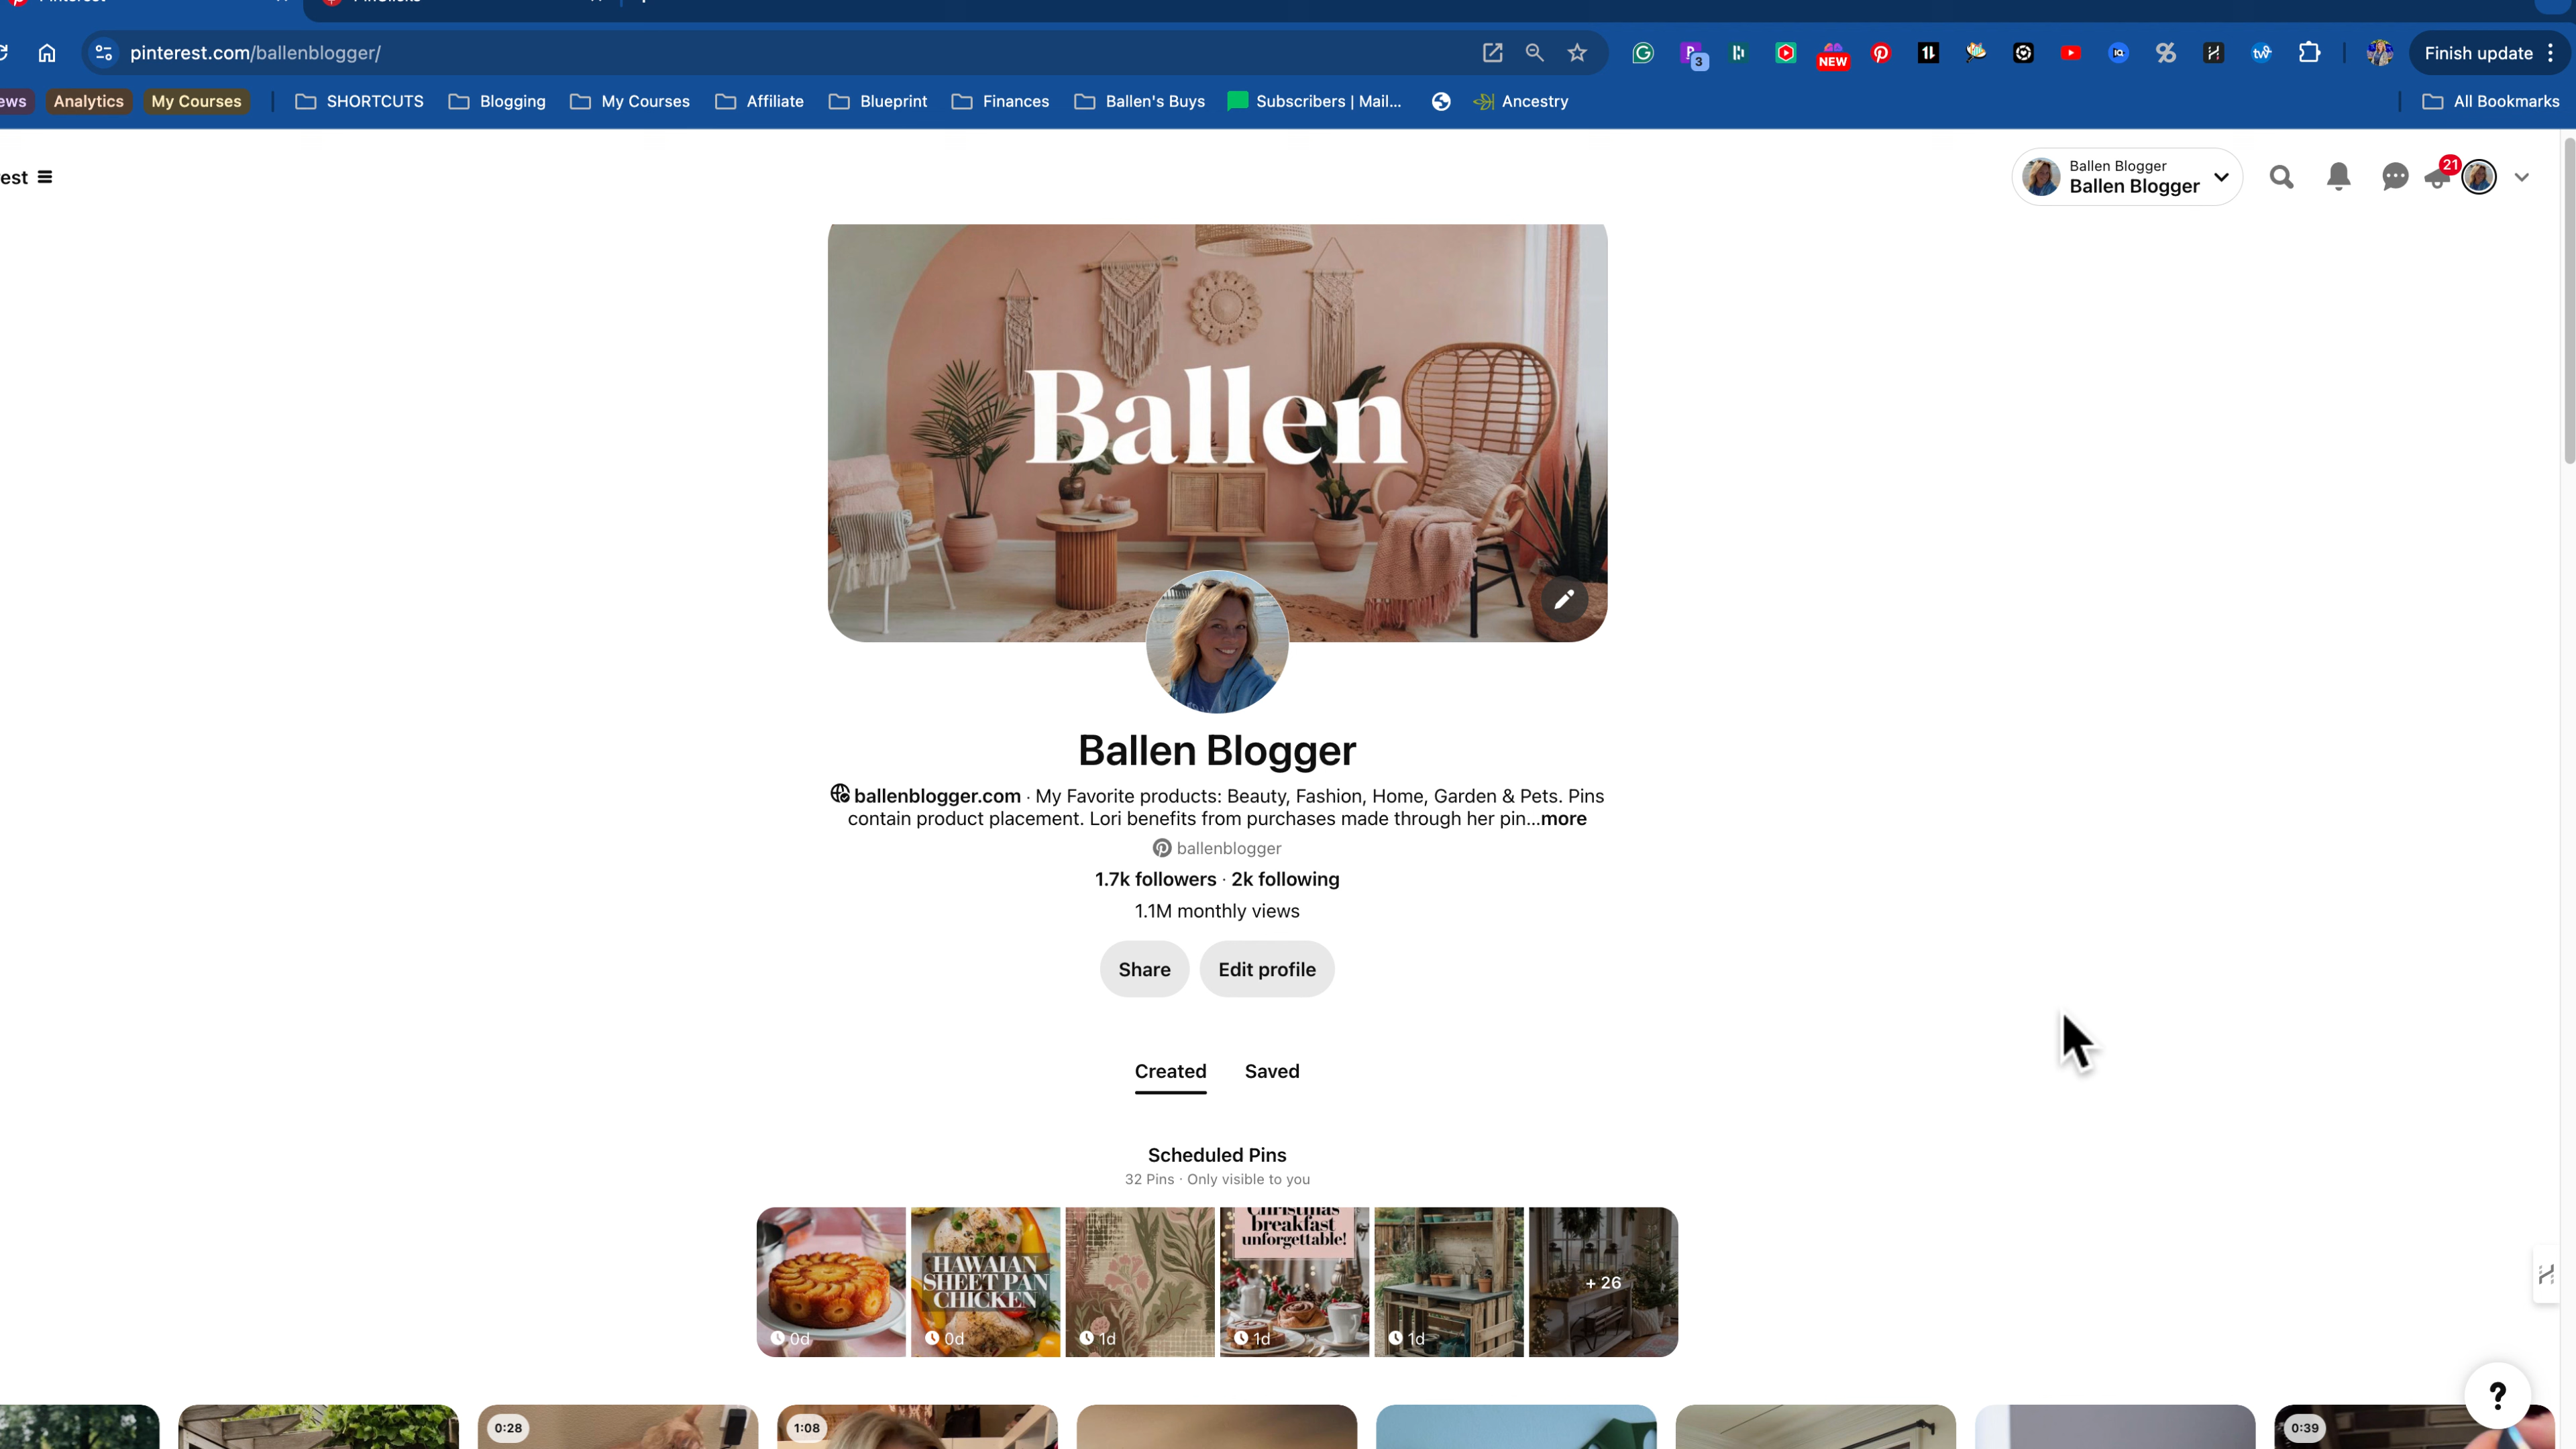 pinterest.com/ballenblogger/
3
NEW
Finish update
ews
Analytics
My Courses
SHORTCUTS
Blogging
My Courses
Affiliate
Blueprint
Finances
Ballen's Buys
Subscribers | Mail...
Ancestry
All Bookmarks
est
Ballen Blogger
Ballen Blogger
21
Ballen
Ballen Blogger
ballenblogger.com · My Favorite products: Beauty, Fashion, Home, Garden & Pets. Pins
contain product placement. Lori benefits from purchases made through her pin...more
ballenblogger
1.7k followers · 2k following
1.1M monthly views
Share
Edit profile
Created
Saved
Scheduled Pins
32 Pins · Only visible to you
0d
HAWAIAN
SHEET PAN
CHICKEN
0d
1d
Christmas
breakfast
unforgettable!
1d
1d
+ 26
?
0:28
1:08
0:39